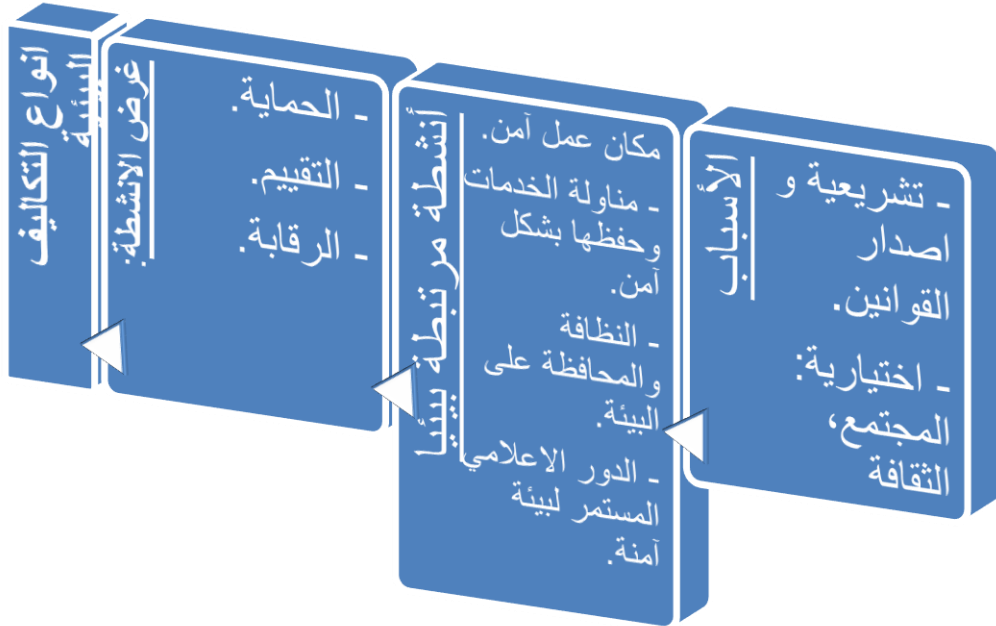 الأسباب
- تشريعية و
اصدار
القوانين.
- اختيارية:
المجتمع،
الثقافة
أنشطة مرتبطة بيئيا
مكان عمل آمن.
- مناولة الخدمات
وحفظها بشكل
آمن.
- النظافة
والمحافظة على
البيئة.
- الدور الاعلامي
المستمر لبيئة
آمنة.
غرض الانشطة:
- الحماية.
- التقييم.
- الرقابة.
انواع التكاليف
البيئية